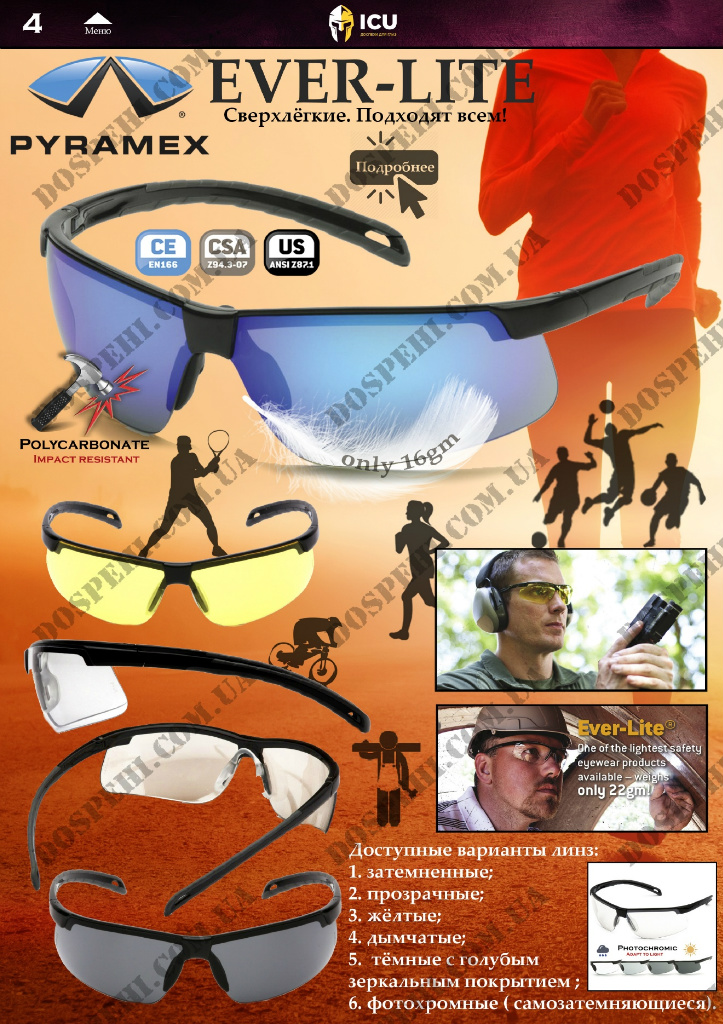 4
Меню
ICU
ДОСПЕХИ ДЛЯ ГЛАЗ
PYRAMEX®
EVER-LITE
Сверхлёгкие. Подходят всем!
Подробнее
CE
EN166
CSA
Z94.3-07
US
ANSI Z87.1
POLYCARBONATE
IMPACT RESISTANT
only 16gm
Ever-Lite®
One of the lightest safety
eyewear products
available – weighs
only 22gm!
Доступные варианты линз:
1. затемненные;
2. прозрачные;
3. жёлтые;
4. дымчатые;
5. тёмные с голубым
зеркальным покрытием ;
6. фотохромные ( самозатемняющиеся).
PHOTOCHROMIC
ADAPT TO LIGHT
DOSPEHI.COM.UA